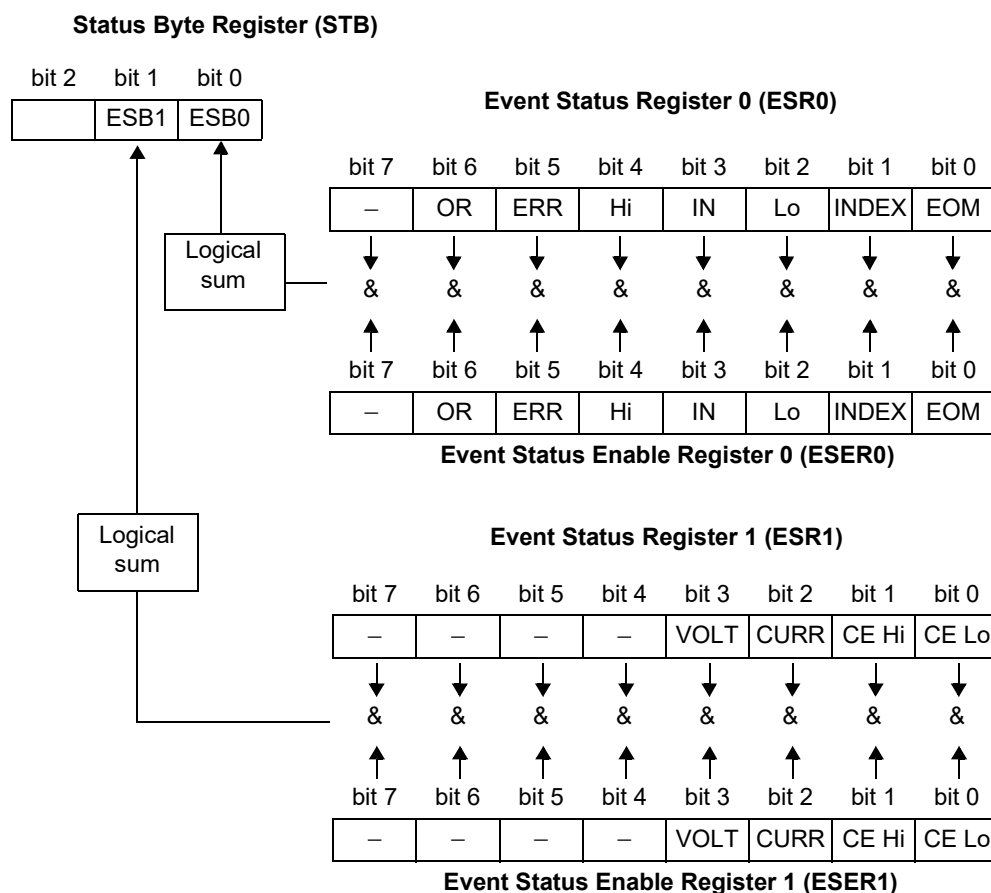 Status Byte Register (STB)
bit 2 bit 1 bit 0
ESB1 ESB0
Event Status Register 0 (ESR0)
bit 7 bit 6 bit 5 bit 4 bit 3 bit 2 bit 1 bit 0
– OR ERR Hi IN Lo INDEX EOM
Logical
sum
& & & & & & & &
bit 7 bit 6 bit 5 bit 4 bit 3 bit 2 bit 1 bit 0
– OR ERR Hi IN Lo INDEX EOM
Event Status Enable Register 0 (ESER0)
Logical
sum
Event Status Register 1 (ESR1)
bit 7 bit 6 bit 5 bit 4 bit 3 bit 2 bit 1 bit 0
– – – – VOLT CURR CE Hi CE Lo
& & & & & & & &
bit 7 bit 6 bit 5 bit 4 bit 3 bit 2 bit 1 bit 0
– – – – VOLT CURR CE Hi CE Lo
Event Status Enable Register 1 (ESER1)